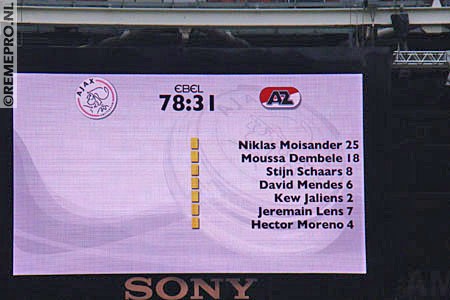 ©REMEPRO.NL
AJAX
EBEL
AZ
78:31
Niklas Moisander 25
Moussa Dembele 18
Stijn Schaars 8
David Mendes 6
Kew Jaliens 2
Jeremain Lens 7
Hector Moreno 4
SONY